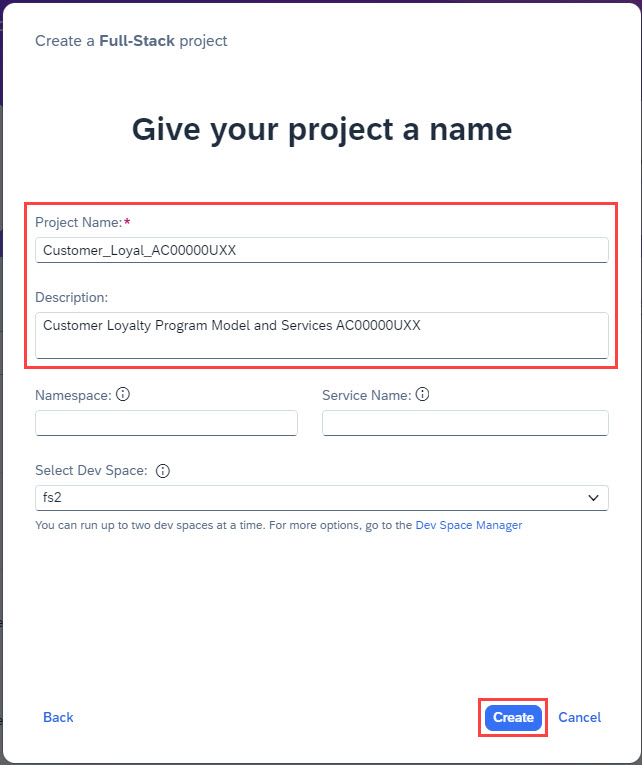 Create a Full-Stack project
Give your project a name
Project Name:*
Customer_Loyal_AC00000UXX
Description:
Customer Loyalty Program Model and Services AC00000UXX
Namespace: Service Name:
Select Dev Space:
fs2
You can run up to two dev spaces at a time. For more options, go to the Dev Space Manager
Back Create Cancel